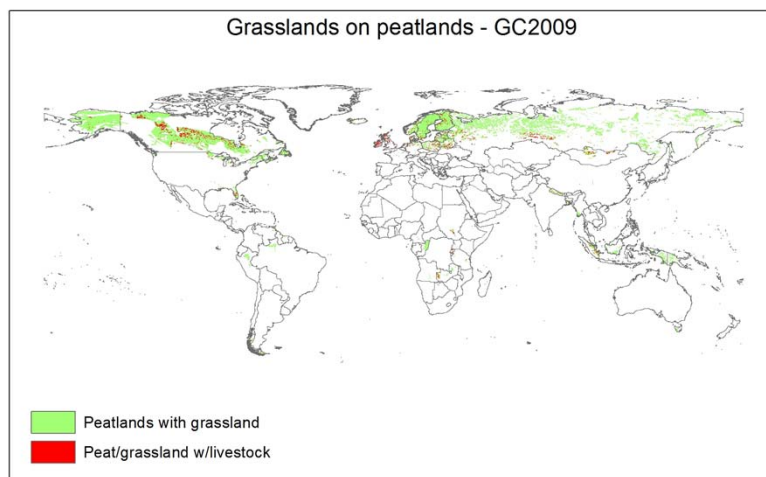 Grasslands on peatlands - GC2009
Peatlands with grassland
Peat/grassland w/livestock